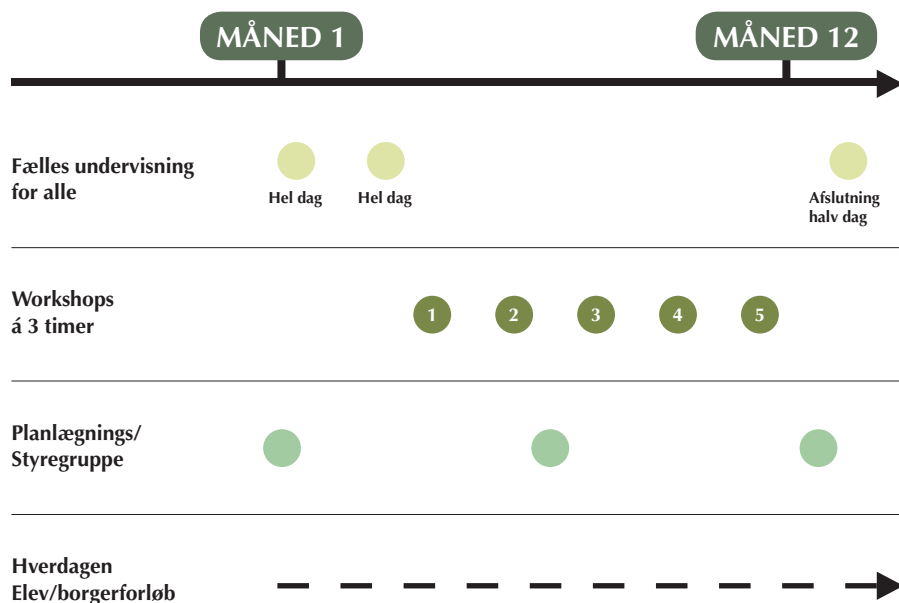 MÅNED 1
MÅNED 12
Fælles undervisning
for alle
Hel dag
Hel dag
Afslutning
halv dag
Workshops
á 3 timer
1
2
3
4
5
Planlægnings/
Styregruppe
Hverdagen
Elev/borgerforløb